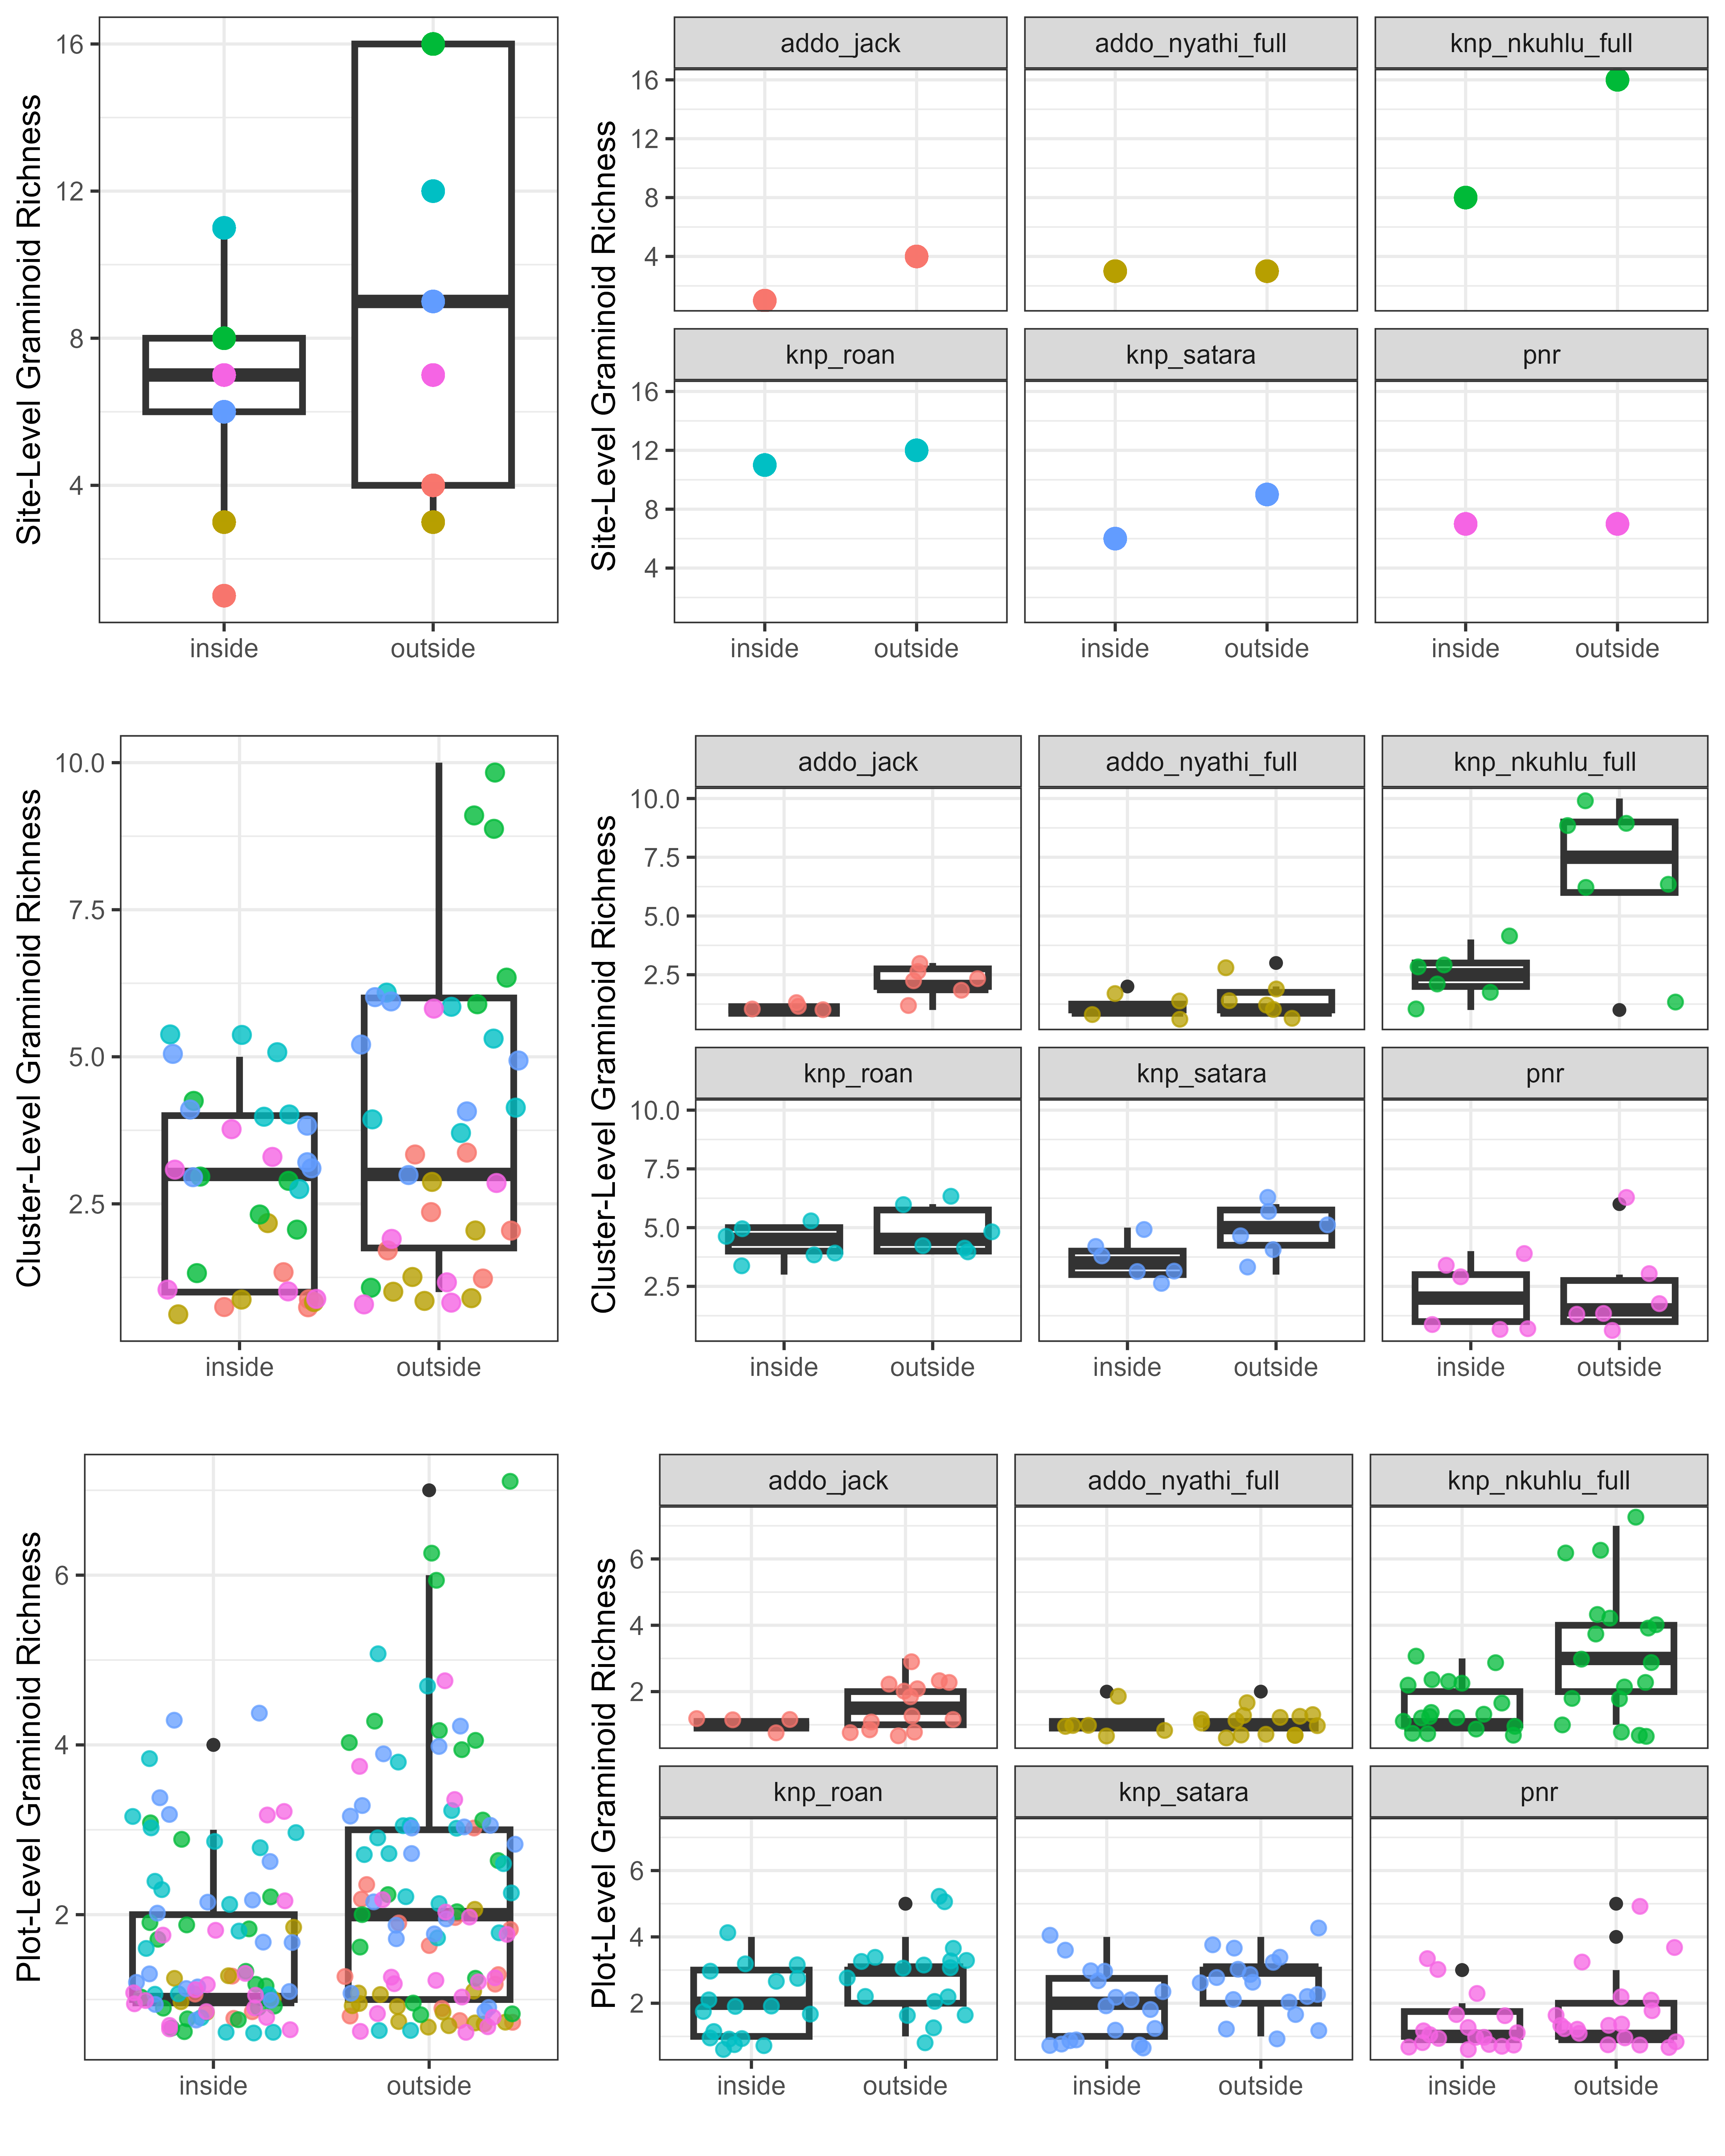 Site-Level Graminoid Richness
16
12
8
4
inside outside
Site-Level Graminoid Richness
addo_jack addo_nyathi_full knp_nkuhlu_full
16
12
8
4
knp_roan knp_satara pnr
16
12
8
4
inside outside inside outside inside outside
Cluster-Level Graminoid Richness
10.0
7.5
5.0
2.5
inside outside
Cluster-Level Graminoid Richness
addo_jack addo_nyathi_full knp_nkuhlu_full
10.0
7.5
5.0
2.5
knp_roan knp_satara pnr
10.0
7.5
5.0
2.5
inside outside inside outside inside outside
Plot-Level Graminoid Richness
6
4
2
inside outside
Plot-Level Graminoid Richness
addo_jack addo_nyathi_full knp_nkuhlu_full
6
4
2
knp_roan knp_satara pnr
6
4
2
inside outside inside outside inside outside